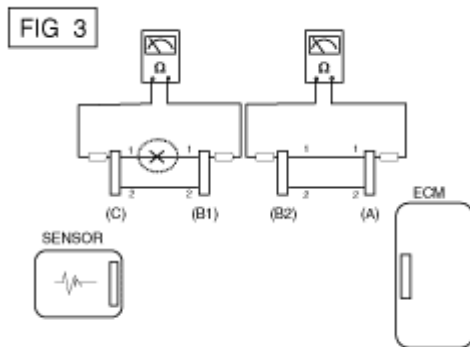 FIG 3
Ω Ω
1 1 1 1
2 2 2 2
(C) (B1) (B2) (A)
ECM
SENSOR